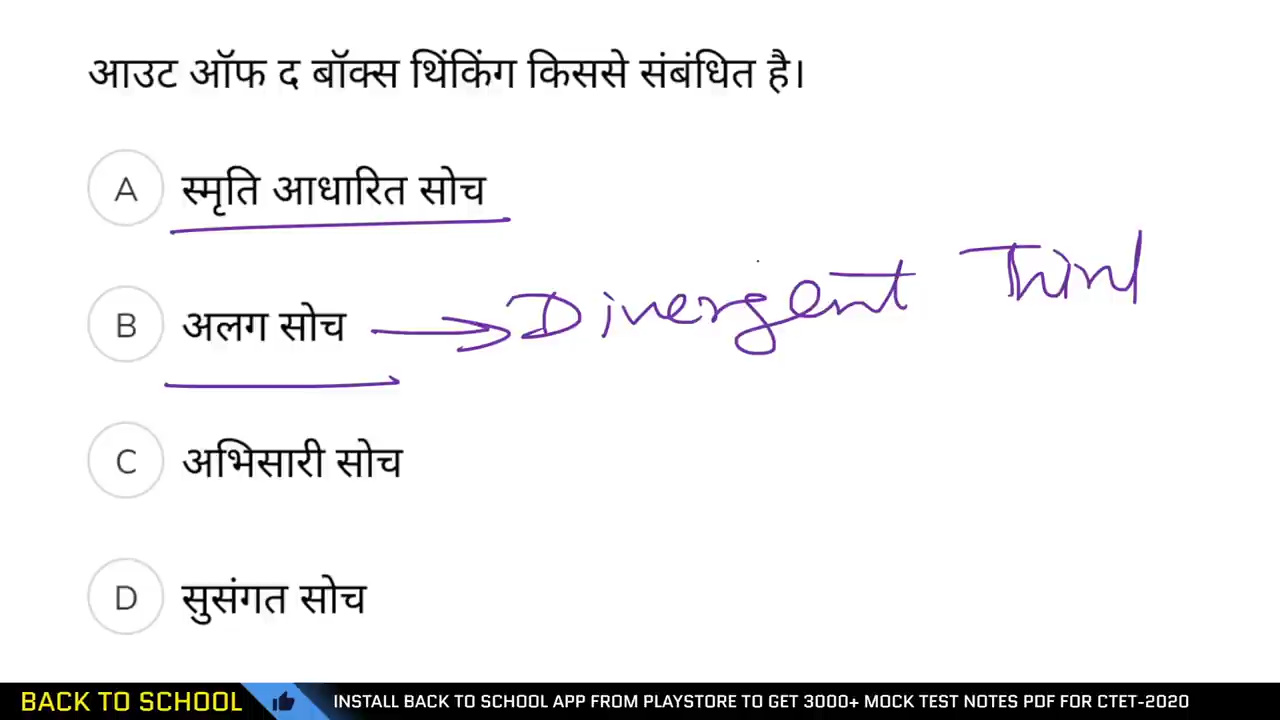 आउट ऑफ द बॉक्स थिंकिंग किससे संबंधित है।
A स्मृति आधारित सोच
B अलग सोच → Divergent Think
C अभिसारी सोच
D सुसंगत सोच
BACK TO SCHOOL INSTALL BACK TO SCHOOL APP FROM PLAYSTORE TO GET 3000+ MOCK TEST NOTES PDF FOR CTET-2020